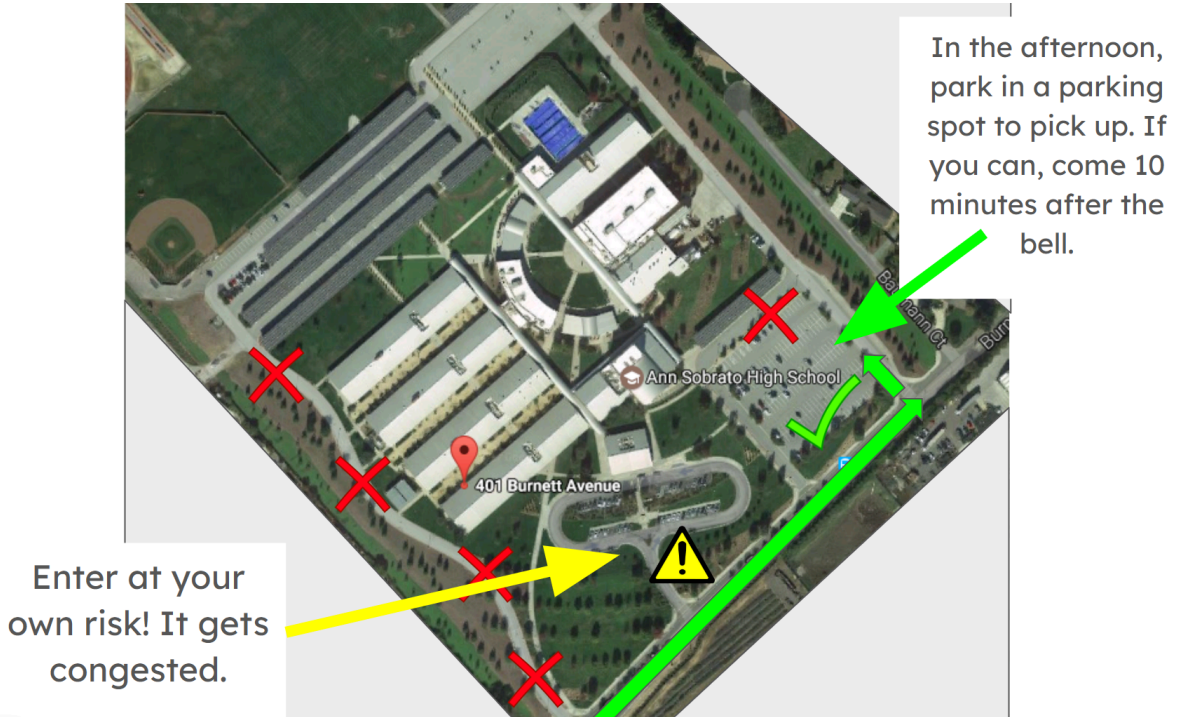 In the afternoon,
park in a parking
spot to pick up. If
you can, come 10
minutes after the
bell.
Ann Sobrato High School
401 Burnett Avenue
Enter at your
own risk! It gets
congested.